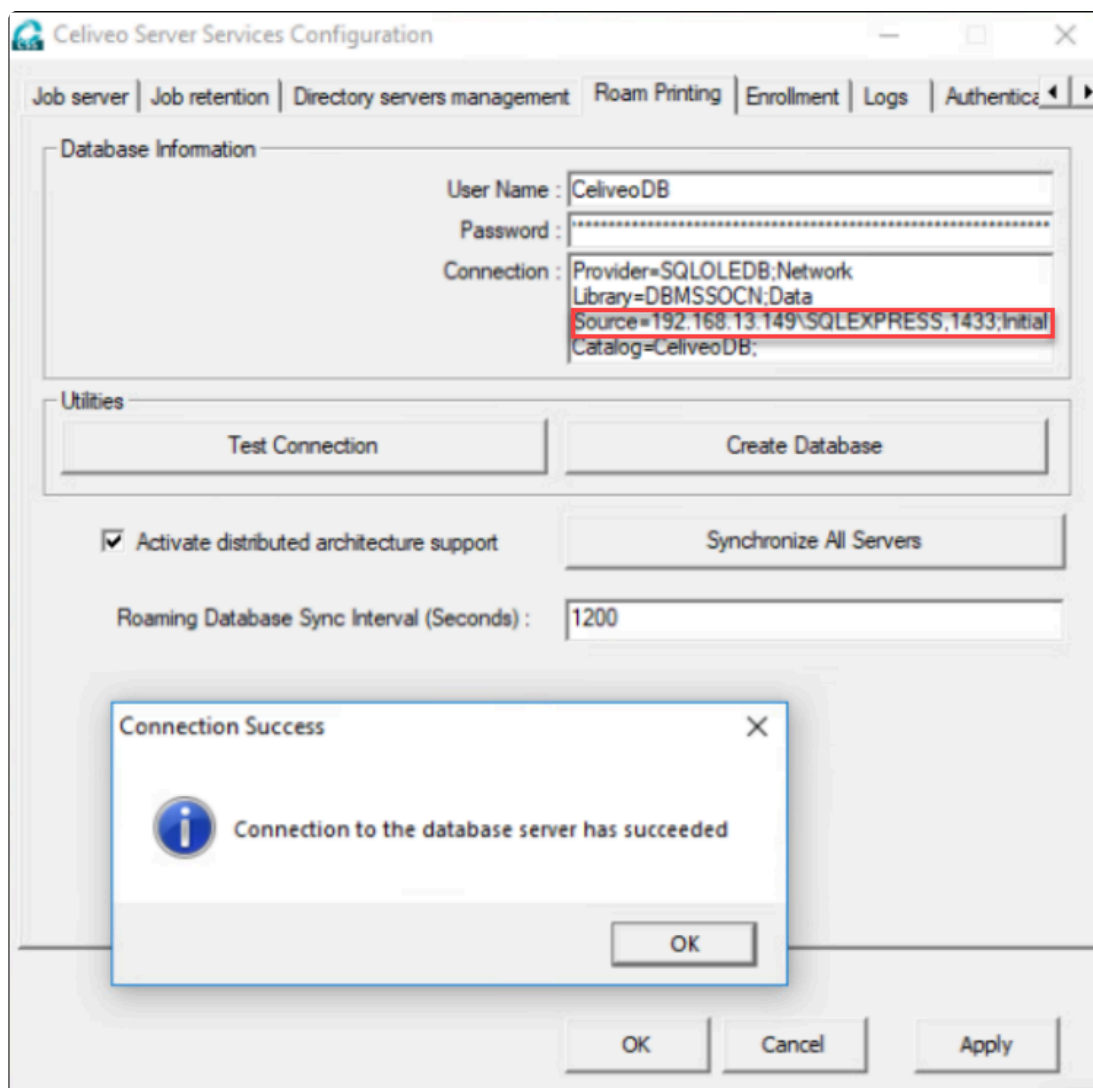 CSS Celiveo Server Services Configuration
Job server Job retention Directory servers management Roam Printing Enrollment Logs Authentica
Database Information
User Name : CeliveoDB
Password : ******************************************************************
Connection : Provider=SQLOLEDB;Network
Library=DBMSSOCN;Data
Source=192.168.13.149\SQLEXPRESS,1433;Initial
Catalog=CeliveoDB;
Utilities
Test Connection Create Database
Activate distributed architecture support Synchronize All Servers
Roaming Database Sync Interval (Seconds) : 1200
Connection Success
Connection to the database server has succeeded
OK
OK Cancel Apply